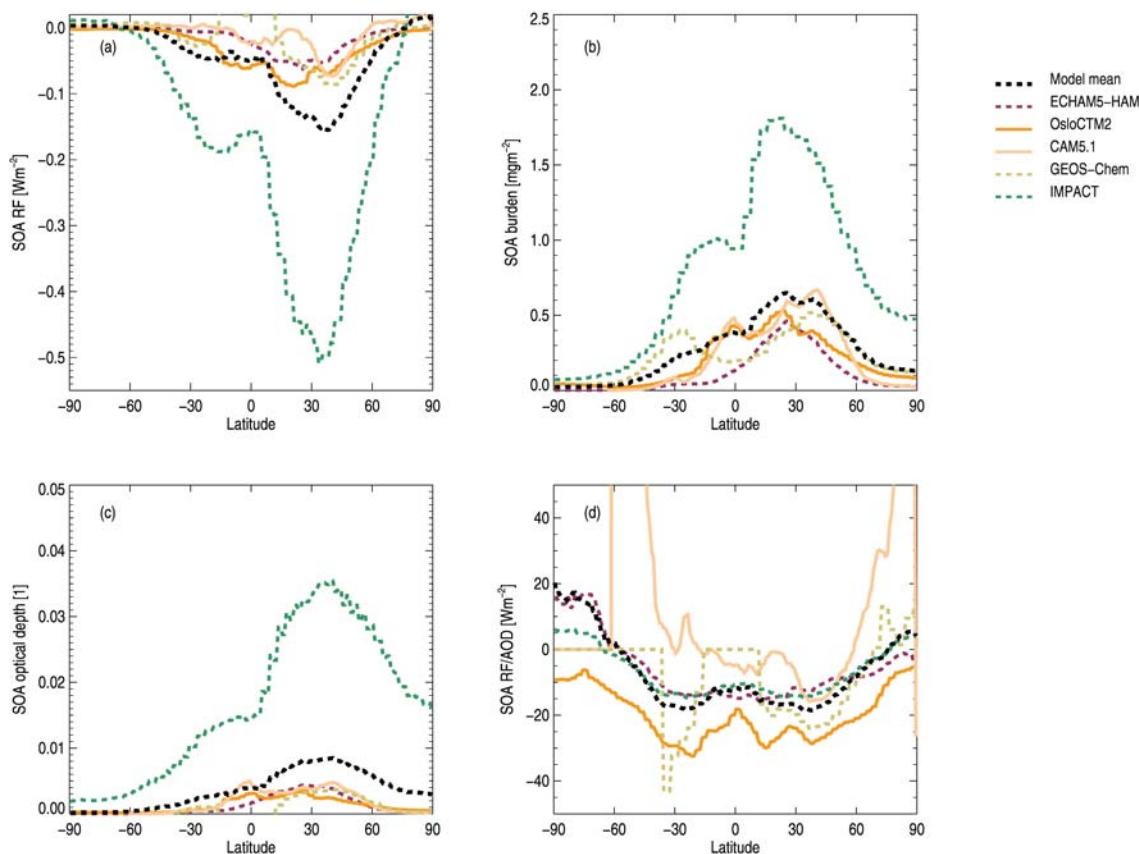 (a)
0.0
−0.1
−0.2
−0.3
−0.4
−0.5
SOA RF [Wm−2]
−90 −60 −30 0 30 60 90
Latitude
(b)
2.5
2.0
1.5
1.0
0.5
0.0
SOA burden [mgm−2]
−90 −60 −30 0 30 60 90
Latitude
Model mean
ECHAM5−HAM
OsloCTM2
CAM5.1
GEOS−Chem
IMPACT
(c)
0.05
0.04
0.03
0.02
0.01
0.00
SOA optical depth [1]
−90 −60 −30 0 30 60 90
Latitude
(d)
40
20
0
−20
−40
SOA RF/AOD [Wm−2]
−90 −60 −30 0 30 60 90
Latitude